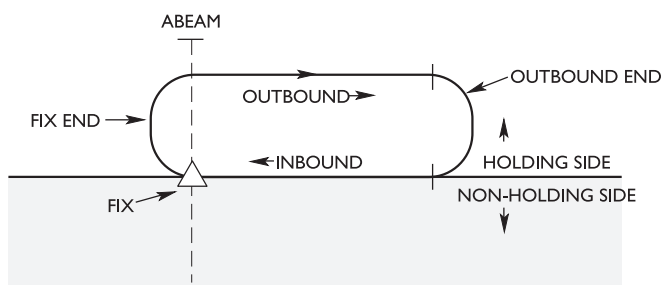 ABEAM
OUTBOUND END
OUTBOUND
FIX END
INBOUND
HOLDING SIDE
NON-HOLDING SIDE
FIX